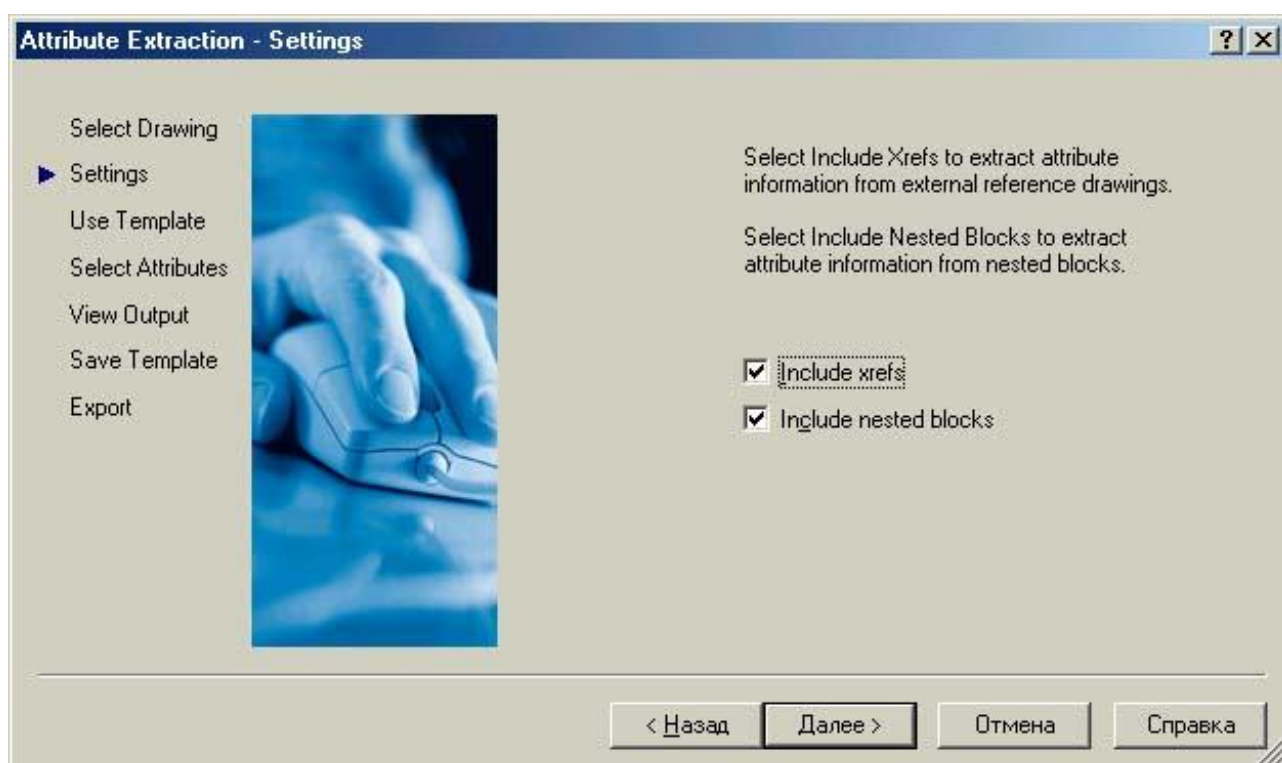 Attribute Extraction - Settings
Select Drawing
Settings
Use Template
Select Attributes
View Output
Save Template
Export
Select Include Xrefs to extract attribute
information from external reference drawings.
Select Include Nested Blocks to extract
attribute information from nested blocks.
Include xrefs
Include nested blocks
< Назад
Далее >
Отмена
Справка